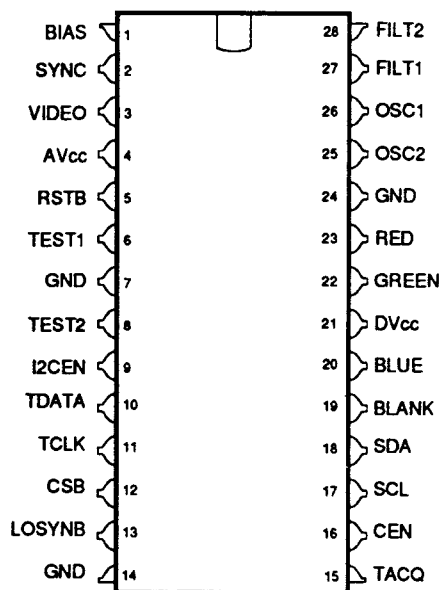 BIAS 1 28 FILT2
SYNC 2 27 FILT1
VIDEO 3 26 OSC1
AVcc 4 25 OSC2
RSTB 5 24 GND
TEST1 6 23 RED
GND 7 22 GREEN
TEST2 8 21 DVcc
I2CEN 9 20 BLUE
TDATA 10 19 BLANK
TCLK 11 18 SDA
CSB 12 17 SCL
LOSYNB 13 16 CEN
GND 14 15 TACQ